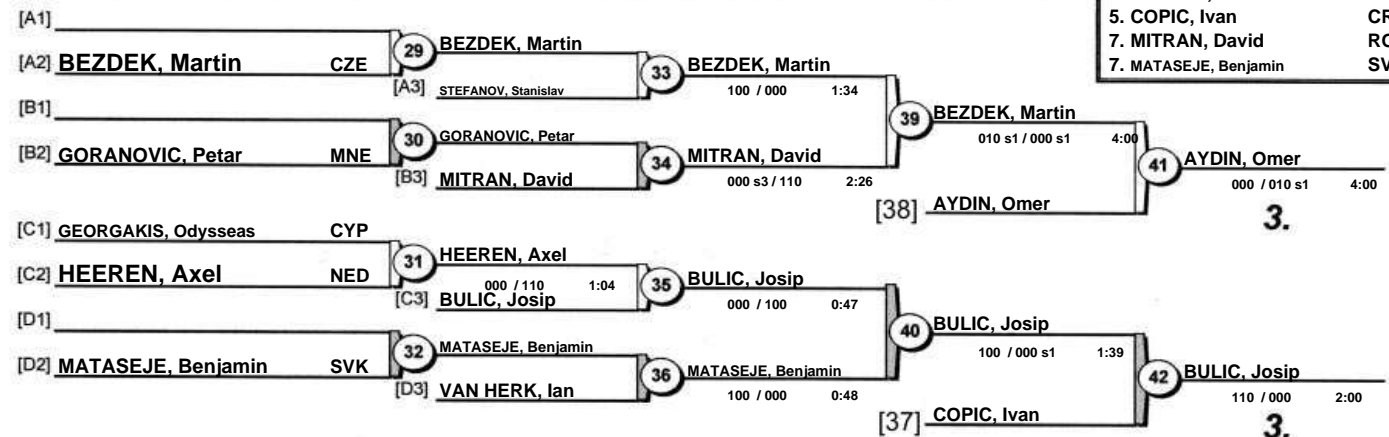 5. COPIC, Ivan
7. MITRAN, David
7. MATASEJE, Benjamin
[A1]
[A2] BEZDEK, Martin CZE
29
BEZDEK, Martin
[A3] STEFANOV, Stanislav
33
BEZDEK, Martin
100 / 000 1:34
[B1]
[B2] GORANOVIC, Petar MNE
30
GORANOVIC, Petar
[B3] MITRAN, David
34
MITRAN, David
000 s3 / 110 2:26
39
BEZDEK, Martin
010 s1 / 000 s1 4:00
[38] AYDIN, Omer
41
AYDIN, Omer
000 / 010 s1 4:00
3.
[C1] GEORGAKIS, Odysseas CYP
[C2] HEEREN, Axel NED
31
HEEREN, Axel
000 / 110 1:04
[C3] BULIC, Josip
35
BULIC, Josip
000 / 100 0:47
[D1]
[D2] MATASEJE, Benjamin SVK
32
MATASEJE, Benjamin
[D3] VAN HERK, Ian
36
MATASEJE, Benjamin
100 / 000 0:48
40
BULIC, Josip
100 / 000 s1 1:39
[37] COPIC, Ivan
42
BULIC, Josip
110 / 000 2:00
3.